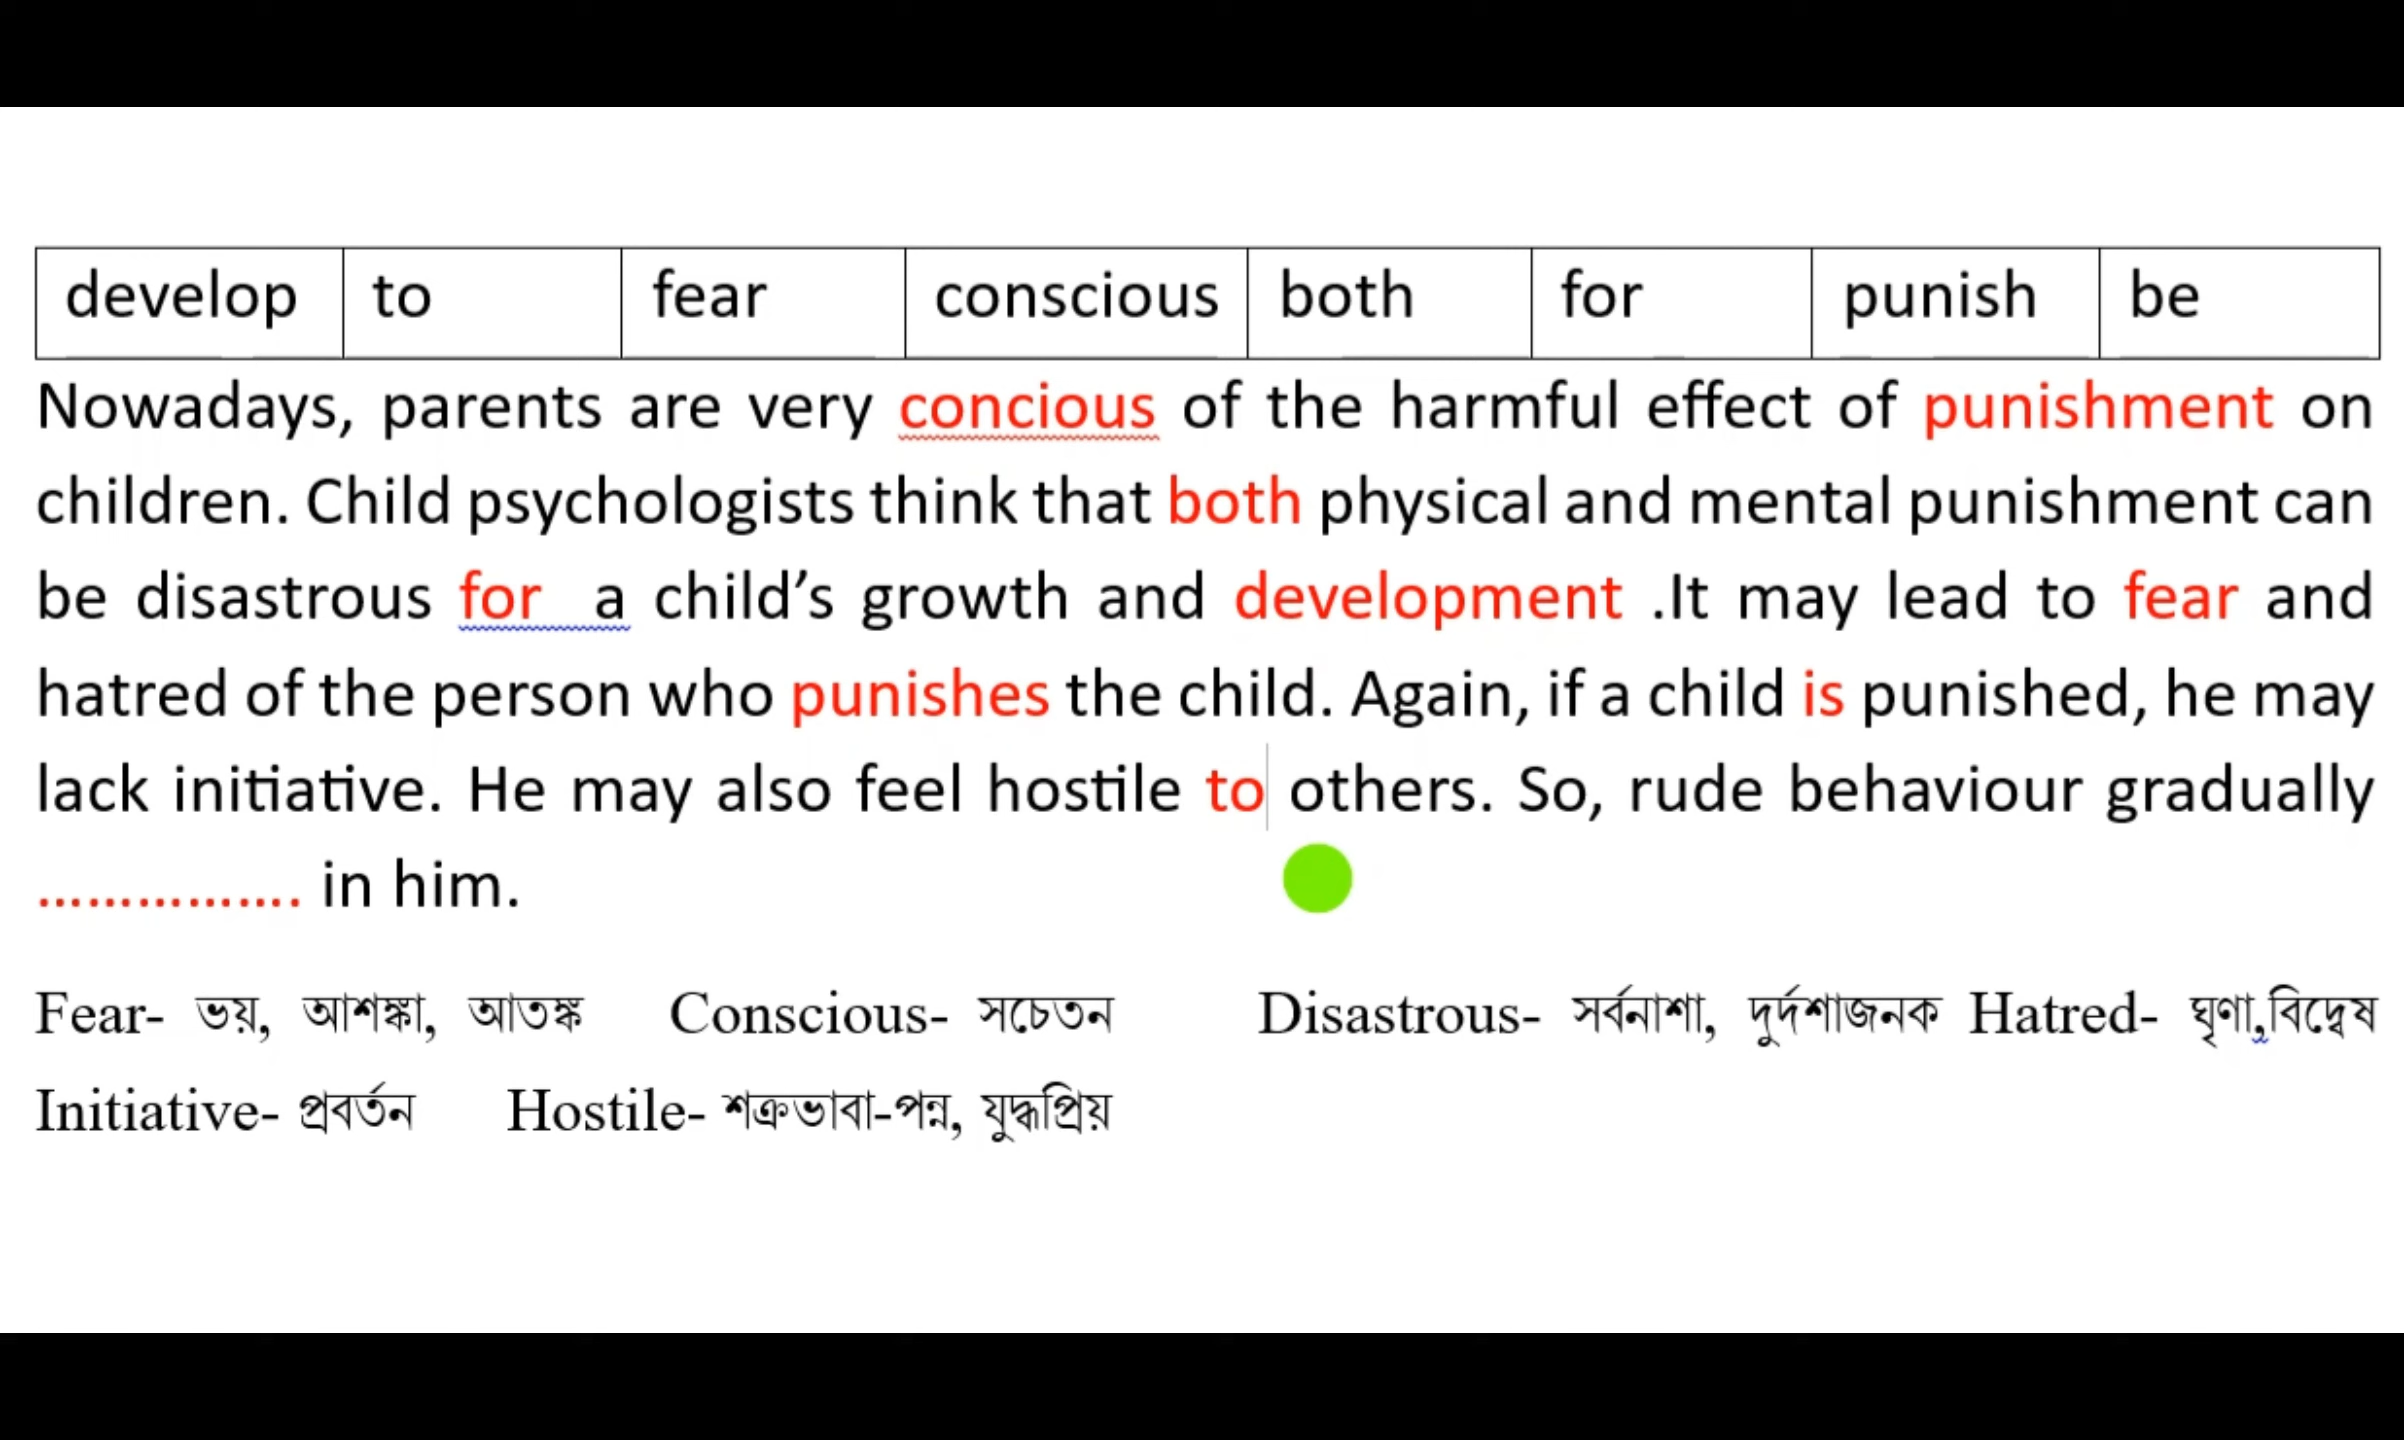 develop to fear conscious both for punish be
Nowadays, parents are very concious of the harmful effect of punishment on
children. Child psychologists think that both physical and mental punishment can
be disastrous for a child’s growth and development .It may lead to fear and
hatred of the person who punishes the child. Again, if a child is punished, he may
lack initiative. He may also feel hostile to others. So, rude behaviour gradually
................ in him.
Fear- ভয়, আশঙ্কা, আতঙ্ক Conscious- সচেতন Disastrous- সর্বনাশা, দুর্দশাজনক Hatred- ঘৃণা,বিদ্বেষ
Initiative- প্রবর্তন Hostile- শত্রুভাবা-পন্ন, যুদ্ধপ্রিয়